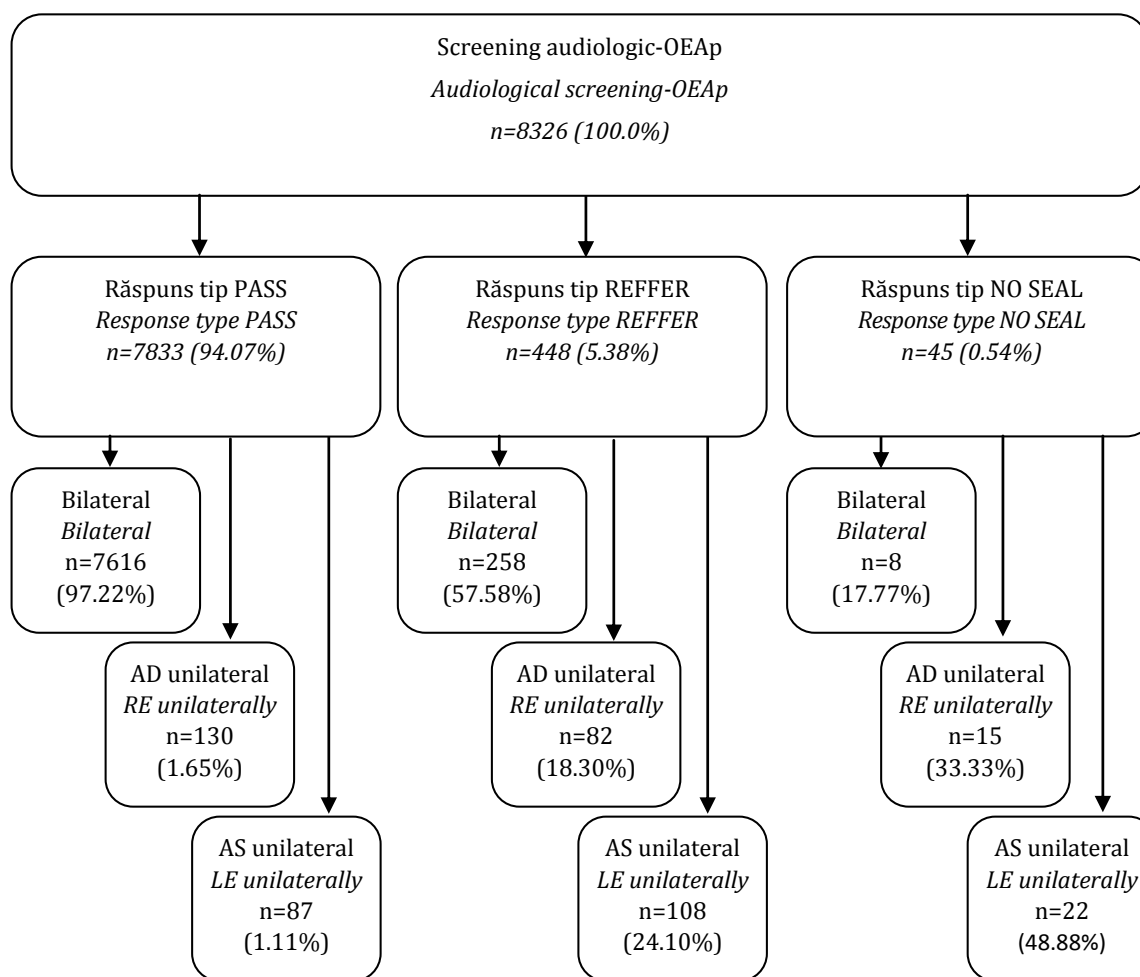 Screening audiologic-OEAp
Audiological screening-OEAp
n=8326 (100.0%)
Răspuns tip PASS
Response type PASS
n=7833 (94.07%)
Răspuns tip REFFER
Response type REFFER
n=448 (5.38%)
Răspuns tip NO SEAL
Response type NO SEAL
n=45 (0.54%)
Bilateral
Bilateral
n=7616
(97.22%)
Bilateral
Bilateral
n=258
(57.58%)
Bilateral
Bilateral
n=8
(17.77%)
AD unilateral
RE unilaterally
n=130
(1.65%)
AD unilateral
RE unilaterally
n=82
(18.30%)
AD unilateral
RE unilaterally
n=15
(33.33%)
AS unilateral
LE unilaterally
n=87
(1.11%)
AS unilateral
LE unilaterally
n=108
(24.10%)
AS unilateral
LE unilaterally
n=22
(48.88%)